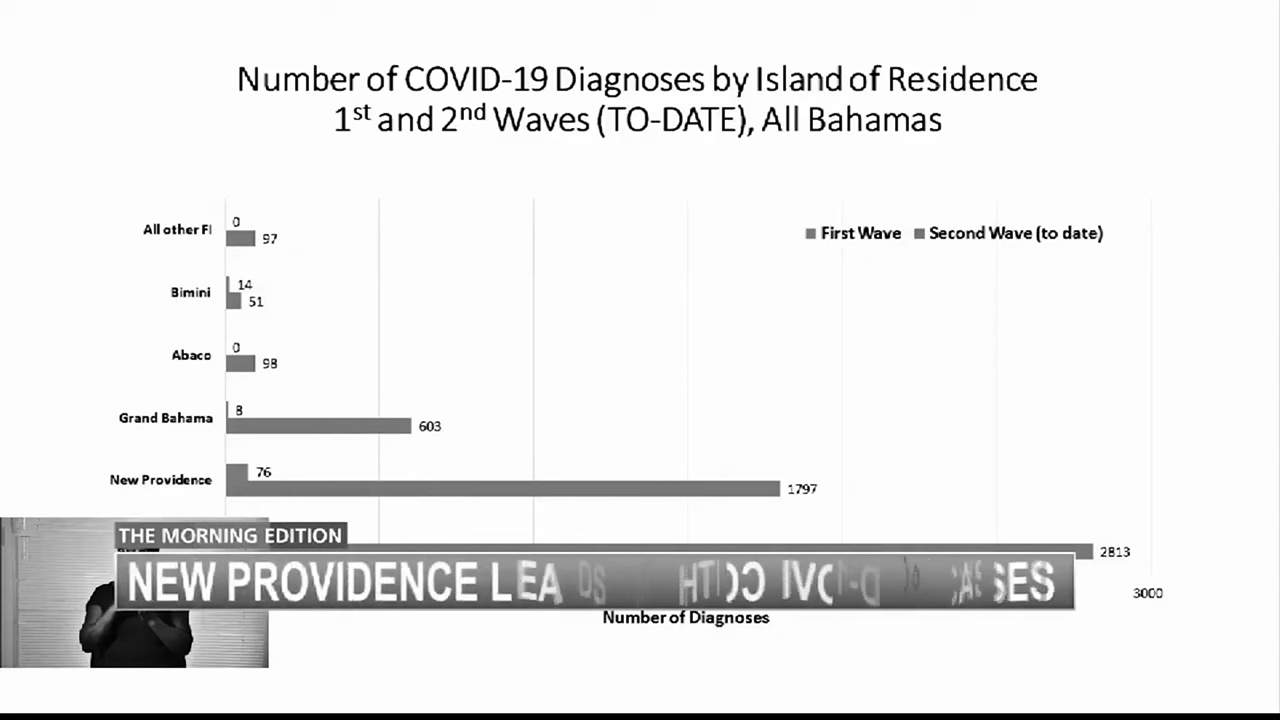 Number of COVID-19 Diagnoses by Island of Residence
1st and 2nd Waves (TO-DATE), All Bahamas
First Wave Second Wave (to date)
All other FI 0 97
Bimini 14 51
Abaco 0 98
Grand Bahama 8 603
New Providence 76 1797
2813
3000
Number of Diagnoses
THE MORNING EDITION
NEW PROVIDENCE